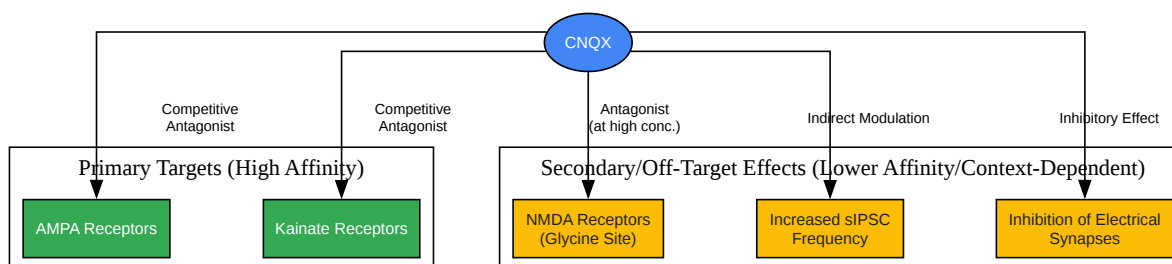 CNQX
Competitive
Antagonist
Competitive
Antagonist
Antagonist
(at high conc.)
Indirect Modulation
Inhibitory Effect
Primary Targets (High Affinity)
Secondary/Off-Target Effects (Lower Affinity/Context-Dependent)
AMPA Receptors
Kainate Receptors
NMDA Receptors
(Glycine Site)
Increased sIPSC
Frequency
Inhibition of Electrical
Synapses